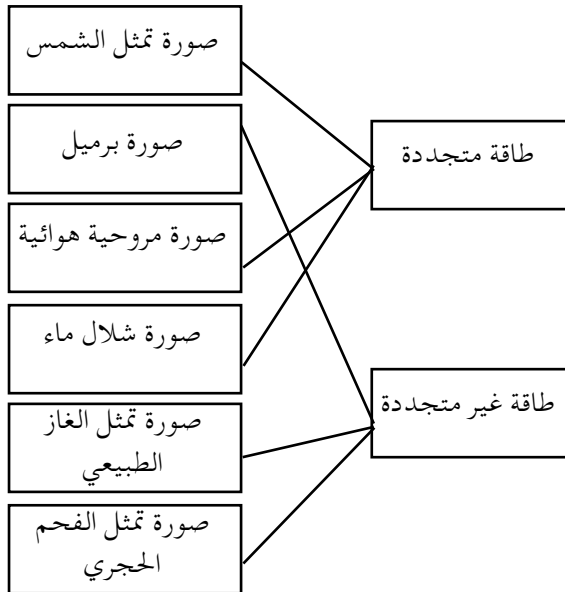 صورة تمثل الشمس
صورة برميل
طاقة متجددة
صورة مروحية هوائية
صورة شلال ماء
طاقة غير متجددة
صورة تمثل الغاز
الطبيعي
صورة تمثل الفحم
الحجري